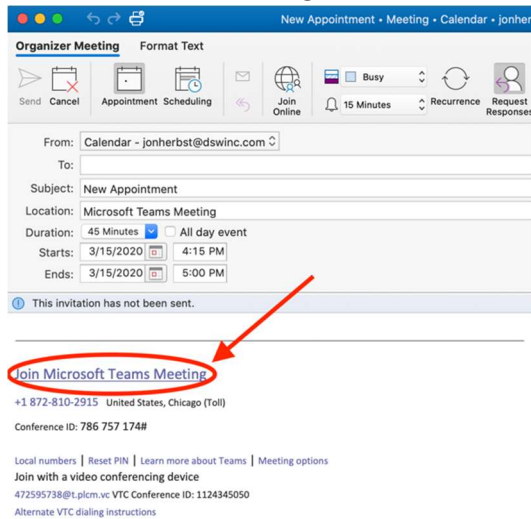 New Appointment • Meeting • Calendar • jonher
Organizer Meeting Format Text
Send Cancel Appointment Scheduling Join Online Busy 15 Minutes Recurrence Request Responses
From: Calendar - jonherbst@dswinc.com
To:
Subject: New Appointment
Location: Microsoft Teams Meeting
Duration: 45 Minutes All day event
Starts: 3/15/2020 4:15 PM
Ends: 3/15/2020 5:00 PM
This invitation has not been sent.
Join Microsoft Teams Meeting
+1 872-810-2915 United States, Chicago (Toll)
Conference ID: 786 757 174#
Local numbers | Reset PIN | Learn more about Teams | Meeting options
Join with a video conferencing device
472595738@t.plcm.vc VTC Conference ID: 1124345050
Alternate VTC dialing instructions